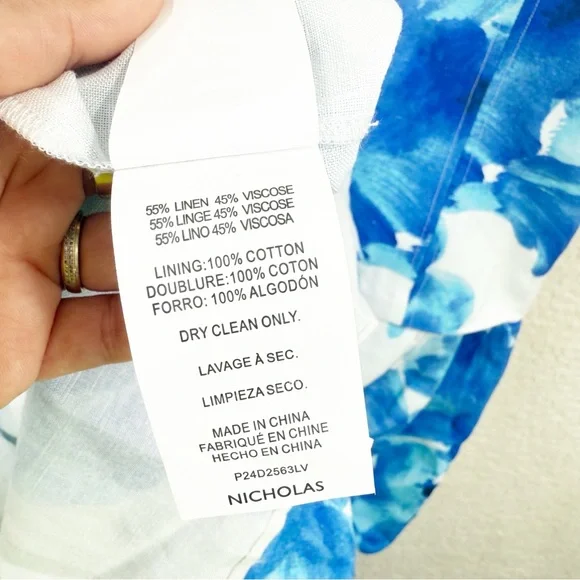 55% LINEN 45% VISCOSE
55% LINGE 45% VISCOSE
55% LINO 45% VISCOSA
LINING:100% COTTON
DOUBLURE:100% COTON
FORRO: 100% ALGODÓN
DRY CLEAN ONLY.
LAVAGE À SEC.
LIMPIEZA SECO.
MADE IN CHINA
FABRIQUÉ EN CHINE
HECHO EN CHINA
P24D2563LV
NICHOLAS